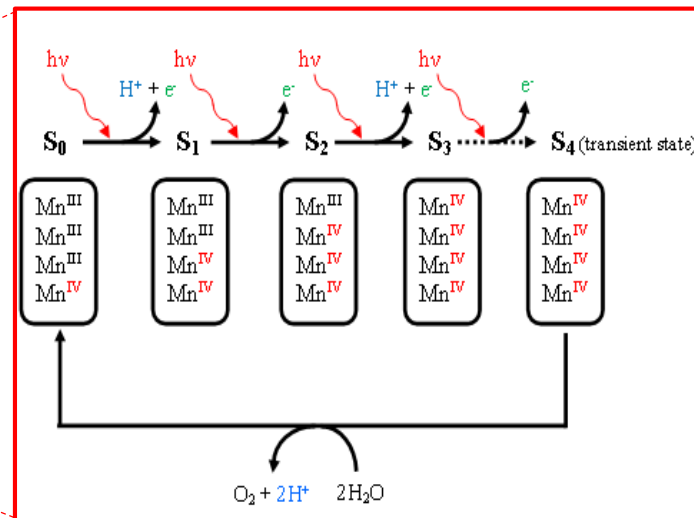 hν hν hν hν
H⁺ + e⁻ e⁻ H⁺ + e⁻ e⁻
S₀ S₁ S₂ S₃ S₄ (transient state)
Mnᴵᴵᴵ Mnᴵᴵᴵ Mnᴵᴵᴵ Mnᴵⱽ Mnᴵⱽ
Mnᴵᴵᴵ Mnᴵᴵᴵ Mnᴵⱽ Mnᴵⱽ Mnᴵⱽ
Mnᴵᴵᴵ Mnᴵⱽ Mnᴵⱽ Mnᴵⱽ Mnᴵⱽ
Mnᴵⱽ Mnᴵⱽ Mnᴵⱽ Mnᴵⱽ Mnᴵⱽ
O₂ + 2H⁺ 2H₂O